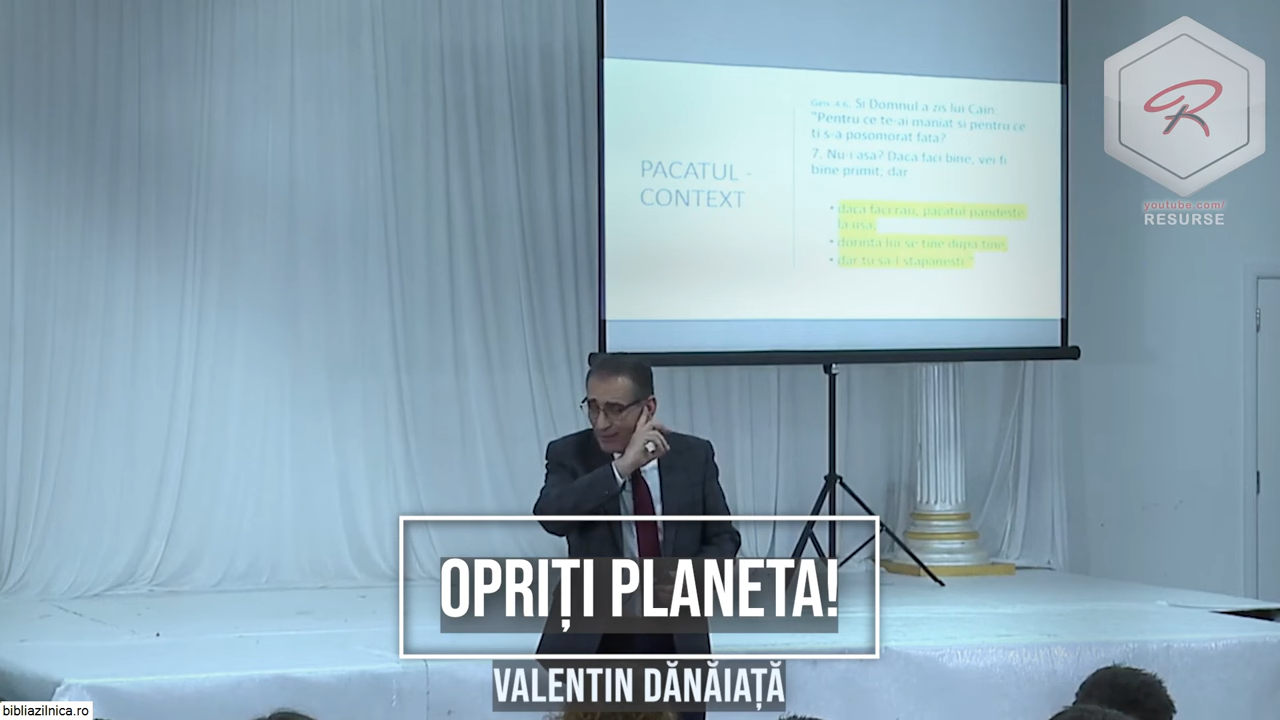 Gen. 4:6. Si Domnul a zis lui Cain:
"Pentru ce te-ai maniat si pentru ce
ti s-a posomorat fata?
7. Nu-i asa? Daca faci bine, vei fi
bine primit; dar
PACATUL -
CONTEXT
• daca faci rau, pacatul pandeste
la usa;
• dorinta lui se tine dupa tine,
• dar tu sa-l stapanesti."
R
youtube.com/
RESURSE
OPRIȚI PLANETA!
VALENTIN DĂNĂIAȚĂ
bibliazilnica.ro